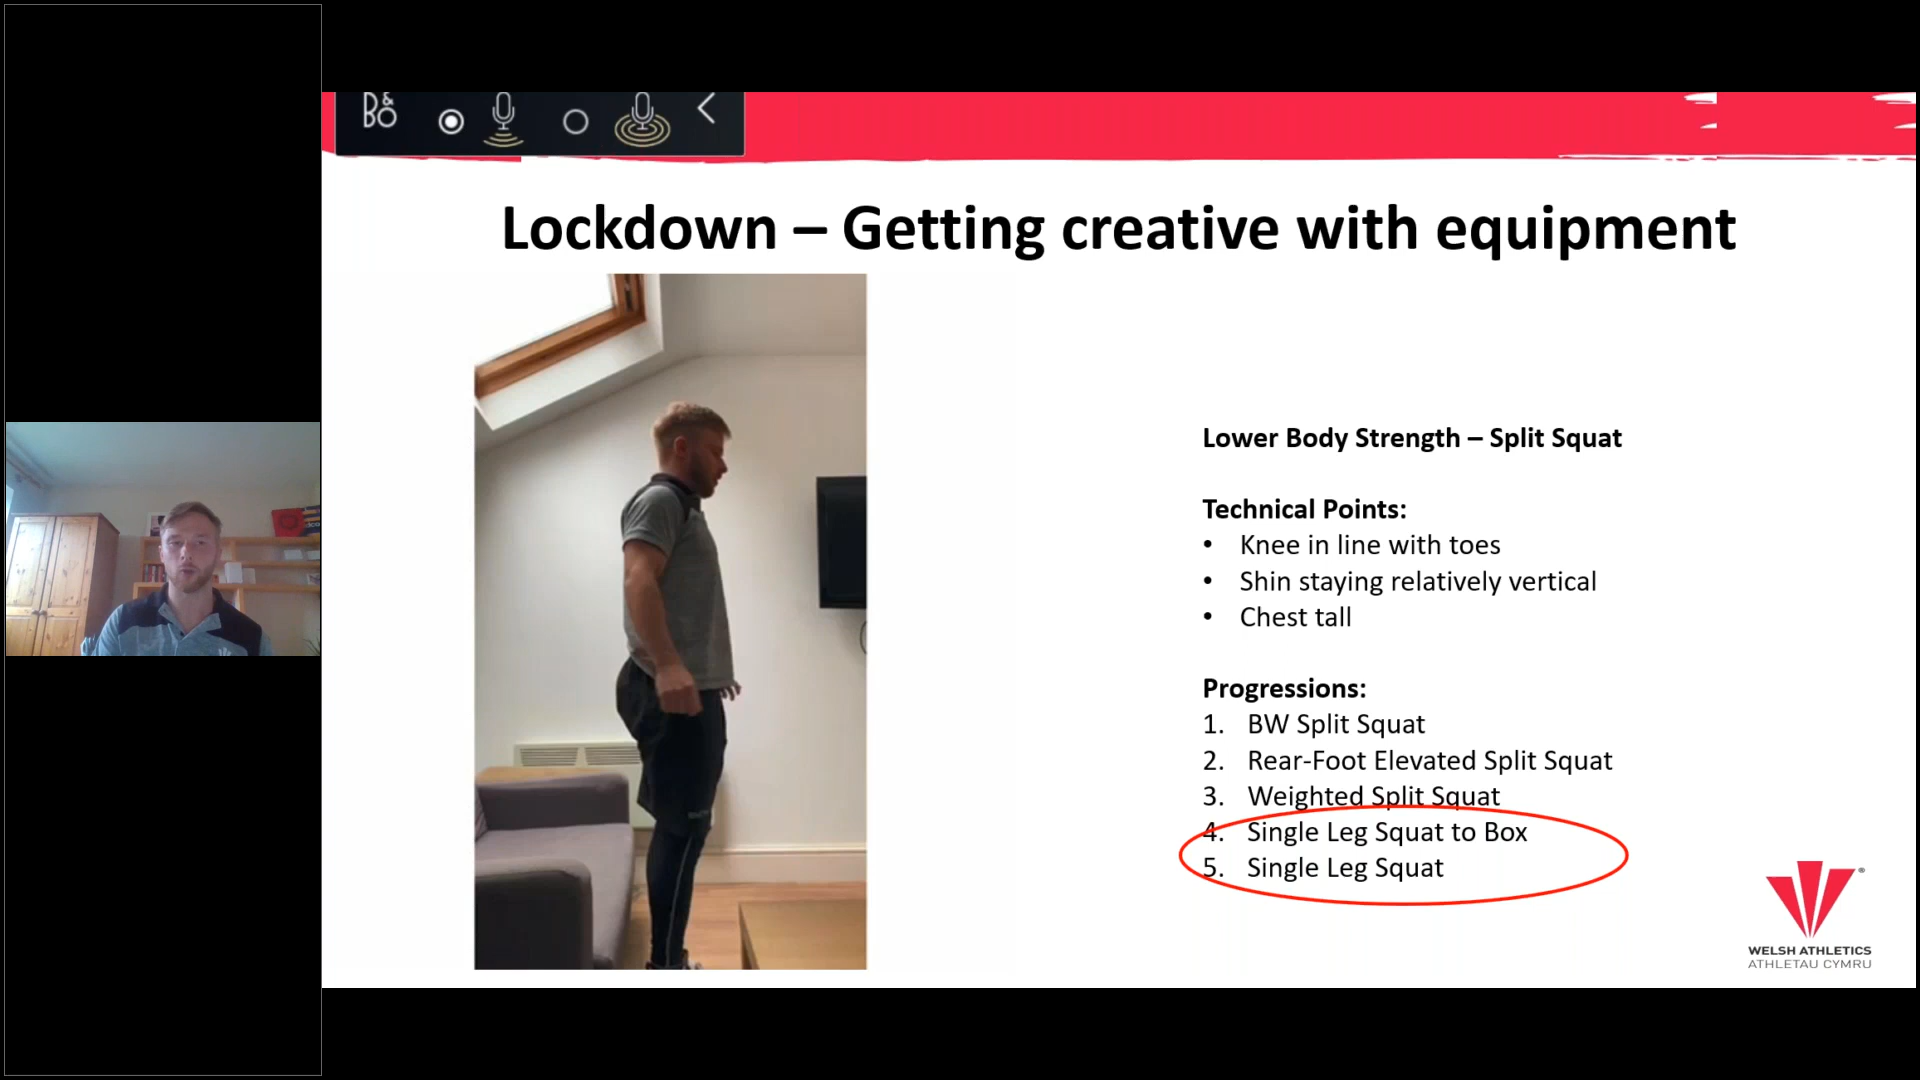 B&O
Lockdown – Getting creative with equipment
Lower Body Strength – Split Squat
Technical Points:
• Knee in line with toes
• Shin staying relatively vertical
• Chest tall
Progressions:
1. BW Split Squat
2. Rear-Foot Elevated Split Squat
3. Weighted Split Squat
4. Single Leg Squat to Box
5. Single Leg Squat
®
WELSH ATHLETICS
ATHLETAU CYMRU